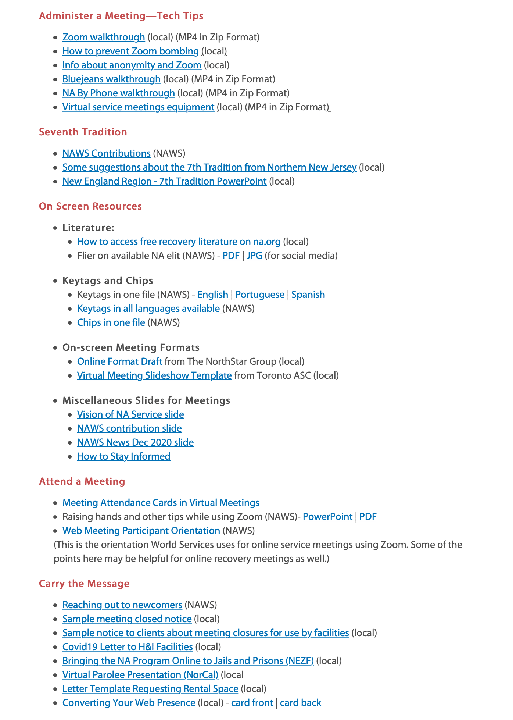 Administer a Meeting—Tech Tips
• Zoom walkthrough (local) (MP4 in Zip Format)
• How to prevent Zoom bombing (local)
• Info about anonymity and Zoom (local)
• Bluejeans walkthrough (local) (MP4 in Zip Format)
• NA By Phone walkthrough (local) (MP4 in Zip Format)
• Virtual service meetings equipment (local) (MP4 in Zip Format)
Seventh Tradition
• NAWS Contributions (NAWS)
• Some suggestions about the 7th Tradition from Northern New Jersey (local)
• New England Region - 7th Tradition PowerPoint (local)
On Screen Resources
• Literature:
• How to access free recovery literature on na.org (local)
• Flier on available NA elit (NAWS) - PDF | JPG (for social media)
• Keytags and Chips
• Keytags in one file (NAWS) - English | Portuguese | Spanish
• Keytags in all languages available (NAWS)
• Chips in one file (NAWS)
• On-screen Meeting Formats
• Online Format Draft from The NorthStar Group (local)
• Virtual Meeting Slideshow Template from Toronto ASC (local)
• Miscellaneous Slides for Meetings
• Vision of NA Service slide
• NAWS contribution slide
• NAWS News Dec 2020 slide
• How to Stay Informed
Attend a Meeting
• Meeting Attendance Cards in Virtual Meetings
• Raising hands and other tips while using Zoom (NAWS)- PowerPoint | PDF
• Web Meeting Participant Orientation (NAWS)
(This is the orientation World Services uses for online service meetings using Zoom. Some of the
points here may be helpful for online recovery meetings as well.)
Carry the Message
• Reaching out to newcomers (NAWS)
• Sample meeting closed notice (local)
• Sample notice to clients about meeting closures for use by facilities (local)
• Covid19 Letter to H&I Facilities (local)
• Bringing the NA Program Online to Jails and Prisons (NEZF) (local)
• Virtual Parolee Presentation (NorCal) (local
• Letter Template Requesting Rental Space (local)
• Converting Your Web Presence (local) - card front | card back